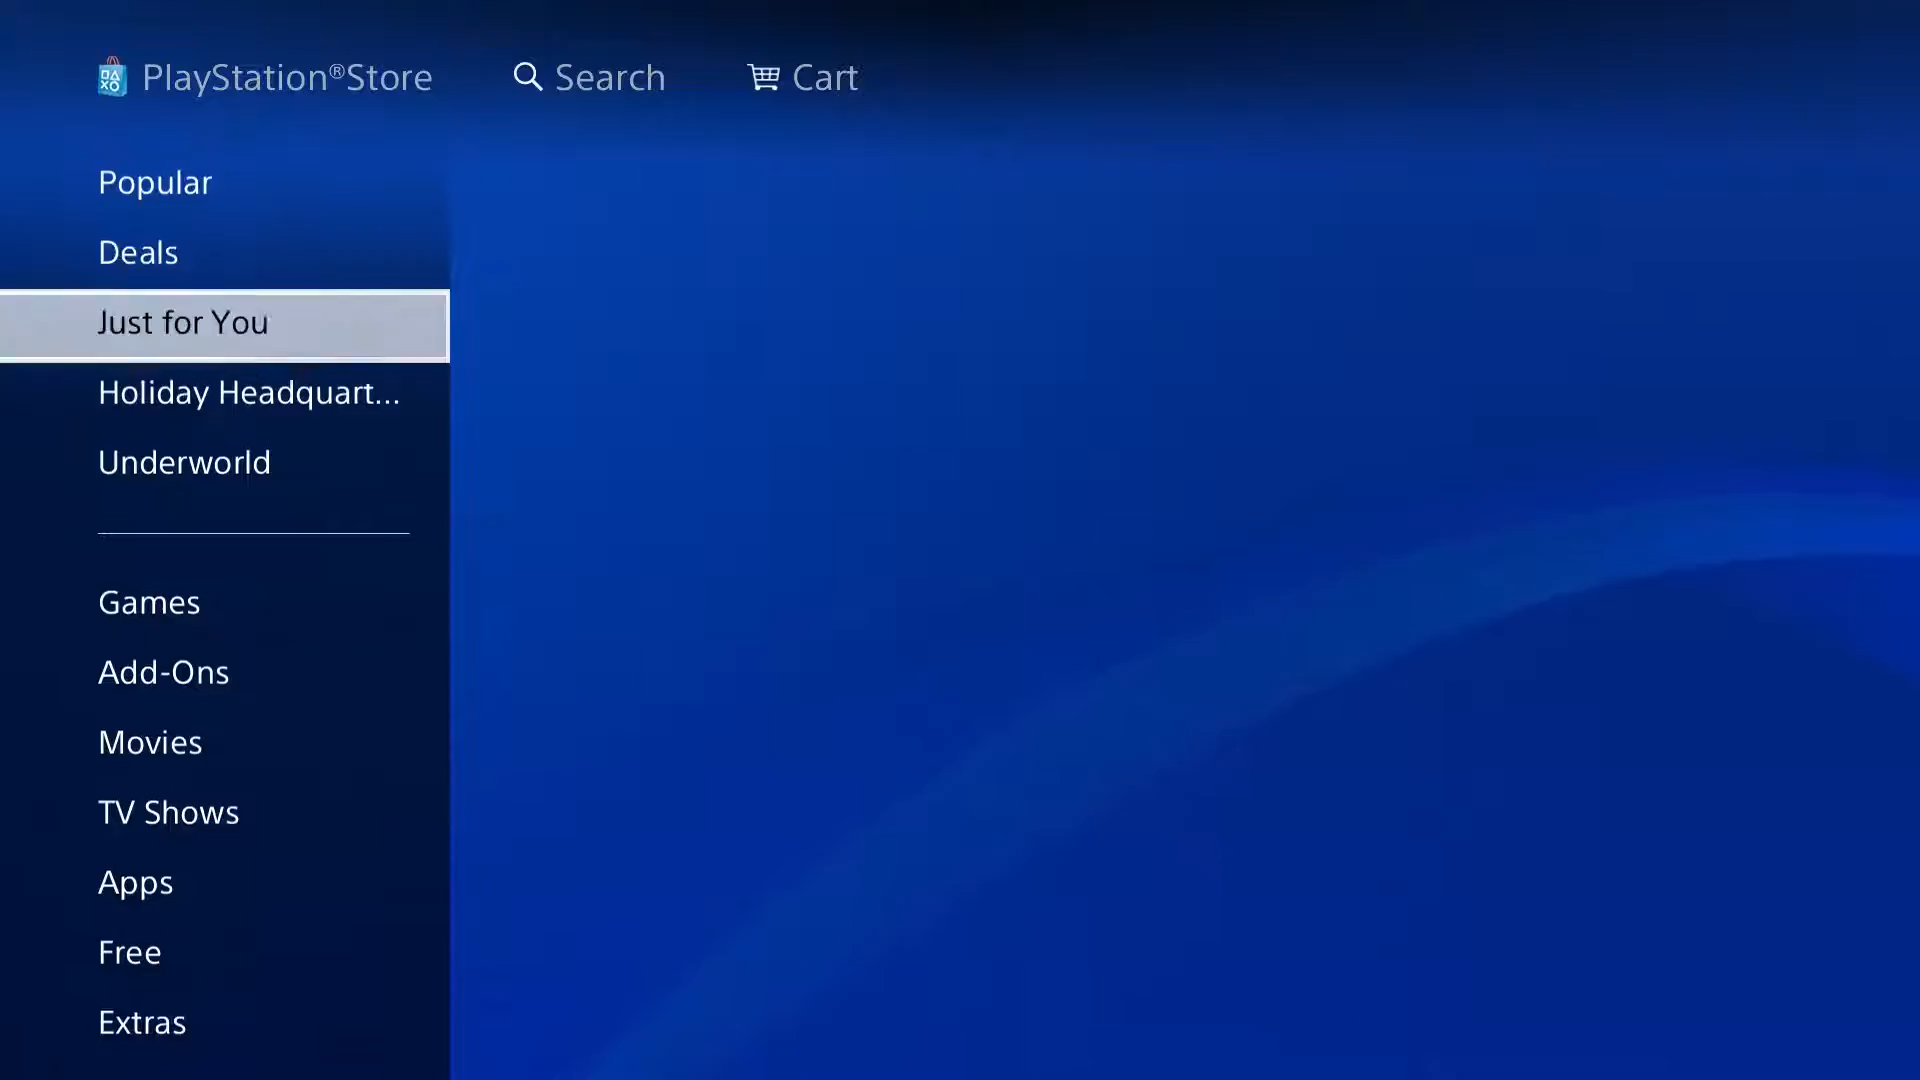 PlayStation®Store Search Cart
Popular
Deals
Just for You
Holiday Headquart...
Underworld
Games
Add-Ons
Movies
TV Shows
Apps
Free
Extras